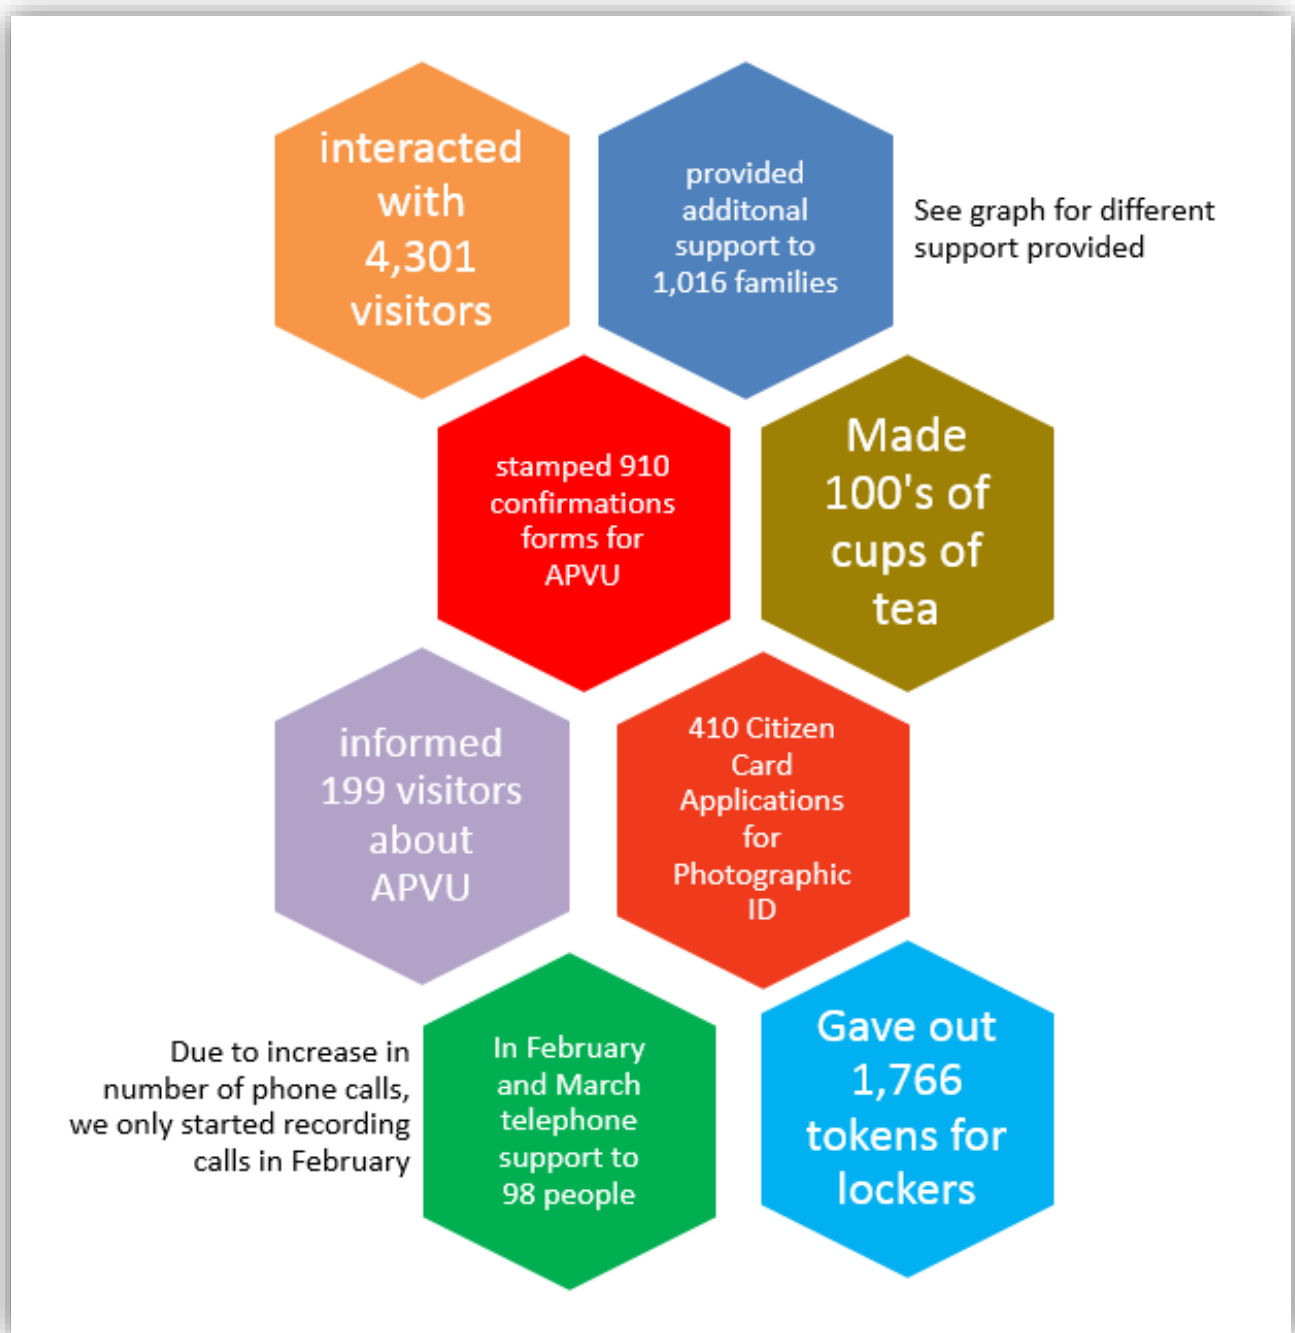 interacted
with
4,301
visitors
provided
additonal
support to
1,016 families
See graph for different
support provided
stamped 910
confirmations
forms for
APVU
Made
100's of
cups of
tea
informed
199 visitors
about
APVU
410 Citizen
Card
Applications
for
Photographic
ID
Due to increase in
number of phone calls,
we only started recording
calls in February
In February
and March
telephone
support to
98 people
Gave out
1,766
tokens for
lockers